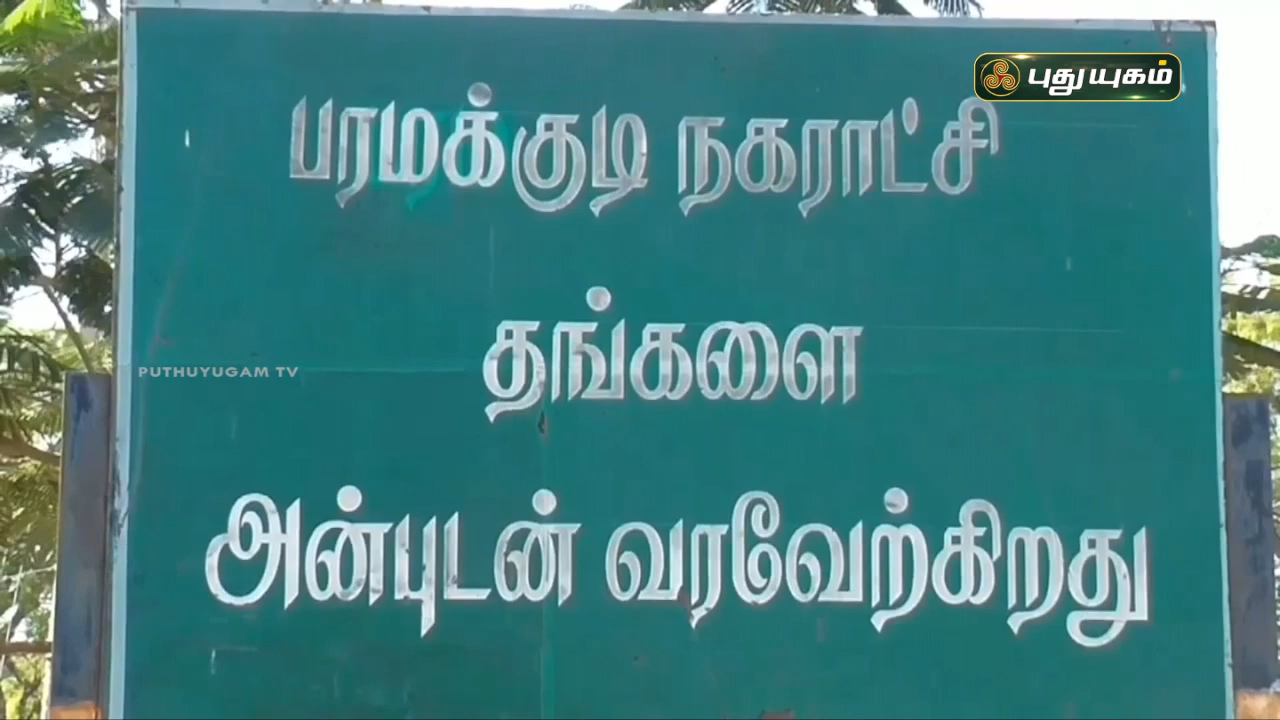 புதுயுகம்
பரமக்குடி நகராட்சி
தங்களை
PUTHUYUGAM TV
அன்புடன் வரவேற்கிறது